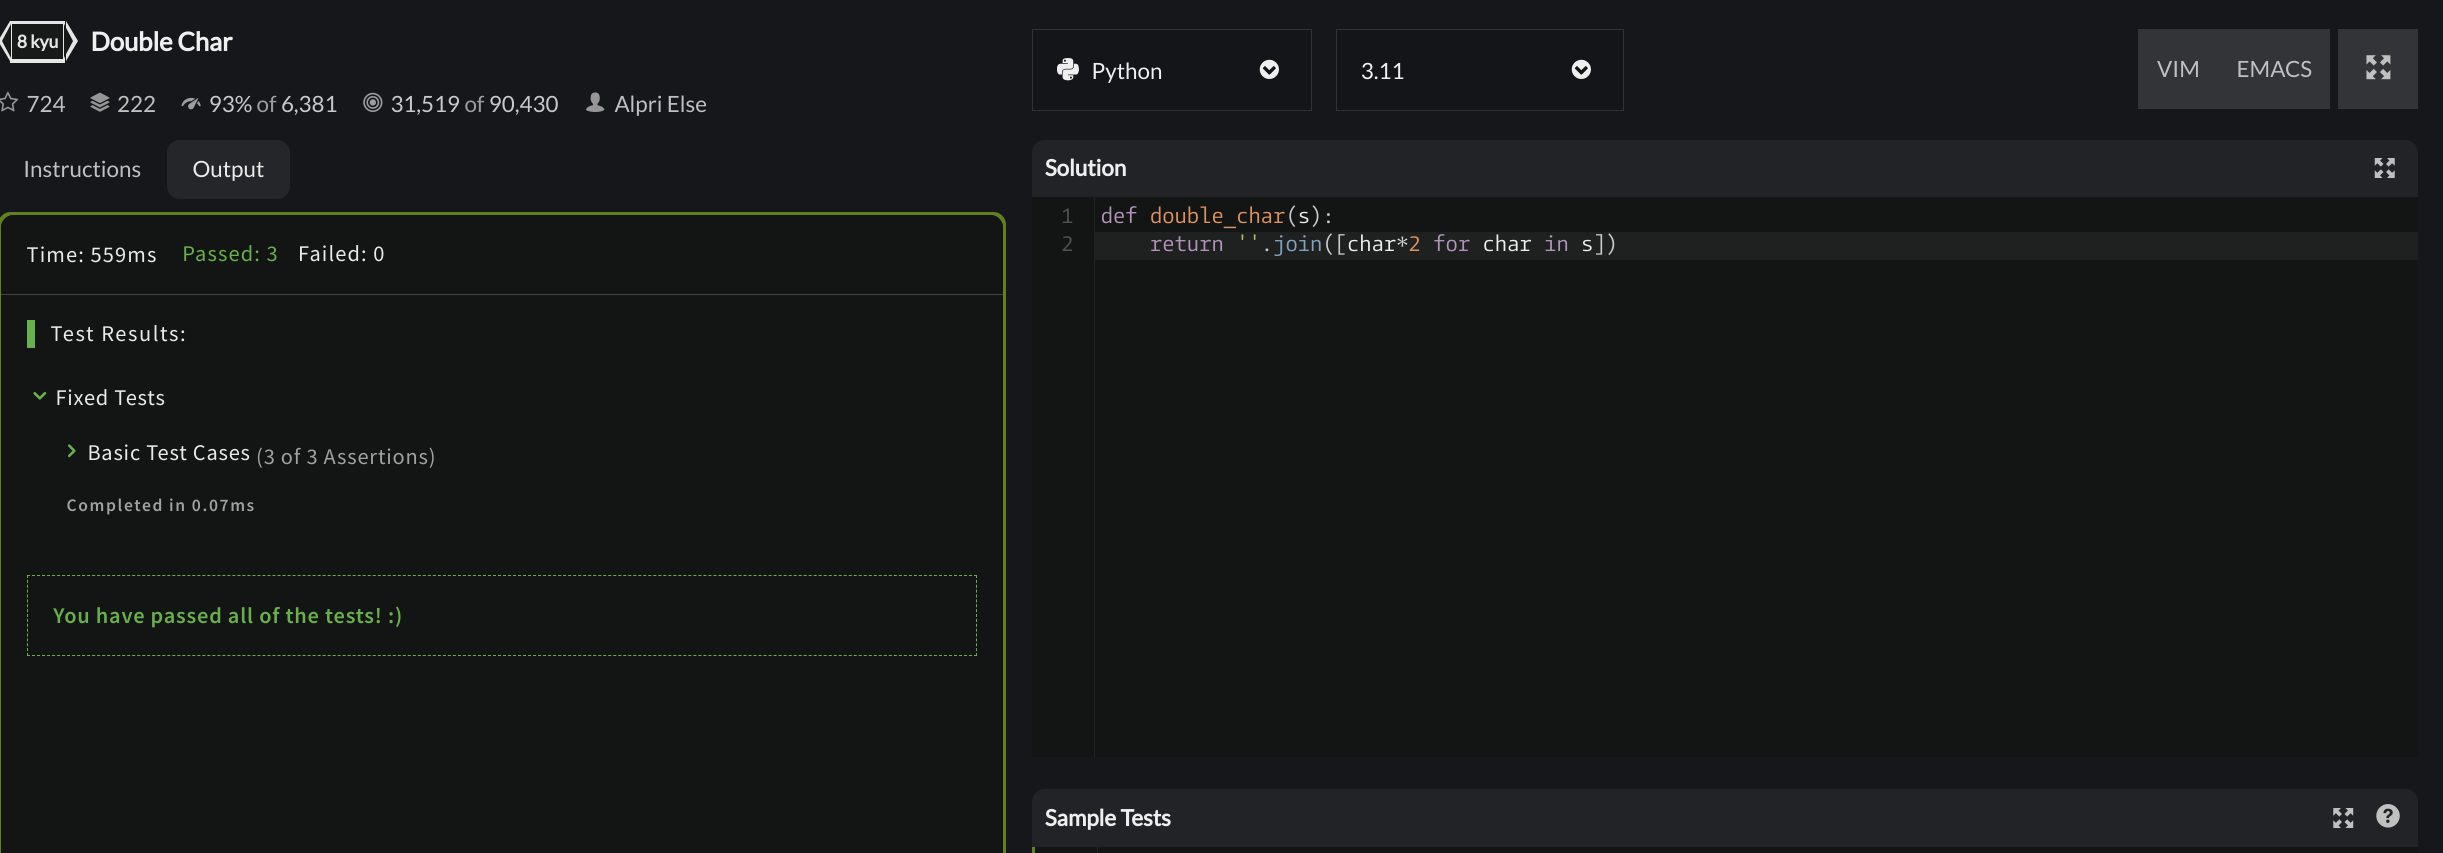 8 kyu Double Char
724 222 93% of 6,381 31,519 of 90,430 Alpri Else
Instructions Output
Time: 559ms Passed: 3 Failed: 0
Test Results:
Fixed Tests
Basic Test Cases (3 of 3 Assertions)
Completed in 0.07ms
You have passed all of the tests! :)
Python 3.11 VIM EMACS
Solution
1 def double_char(s):
2     return ''.join([char*2 for char in s])
Sample Tests ?